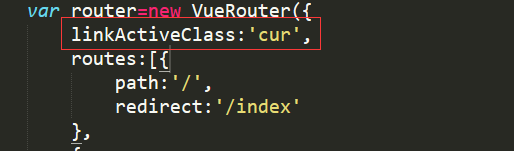 var router=new VueRouter({
linkActiveClass:'cur',
routes:[{
path:'/',
redirect:'/index'
},